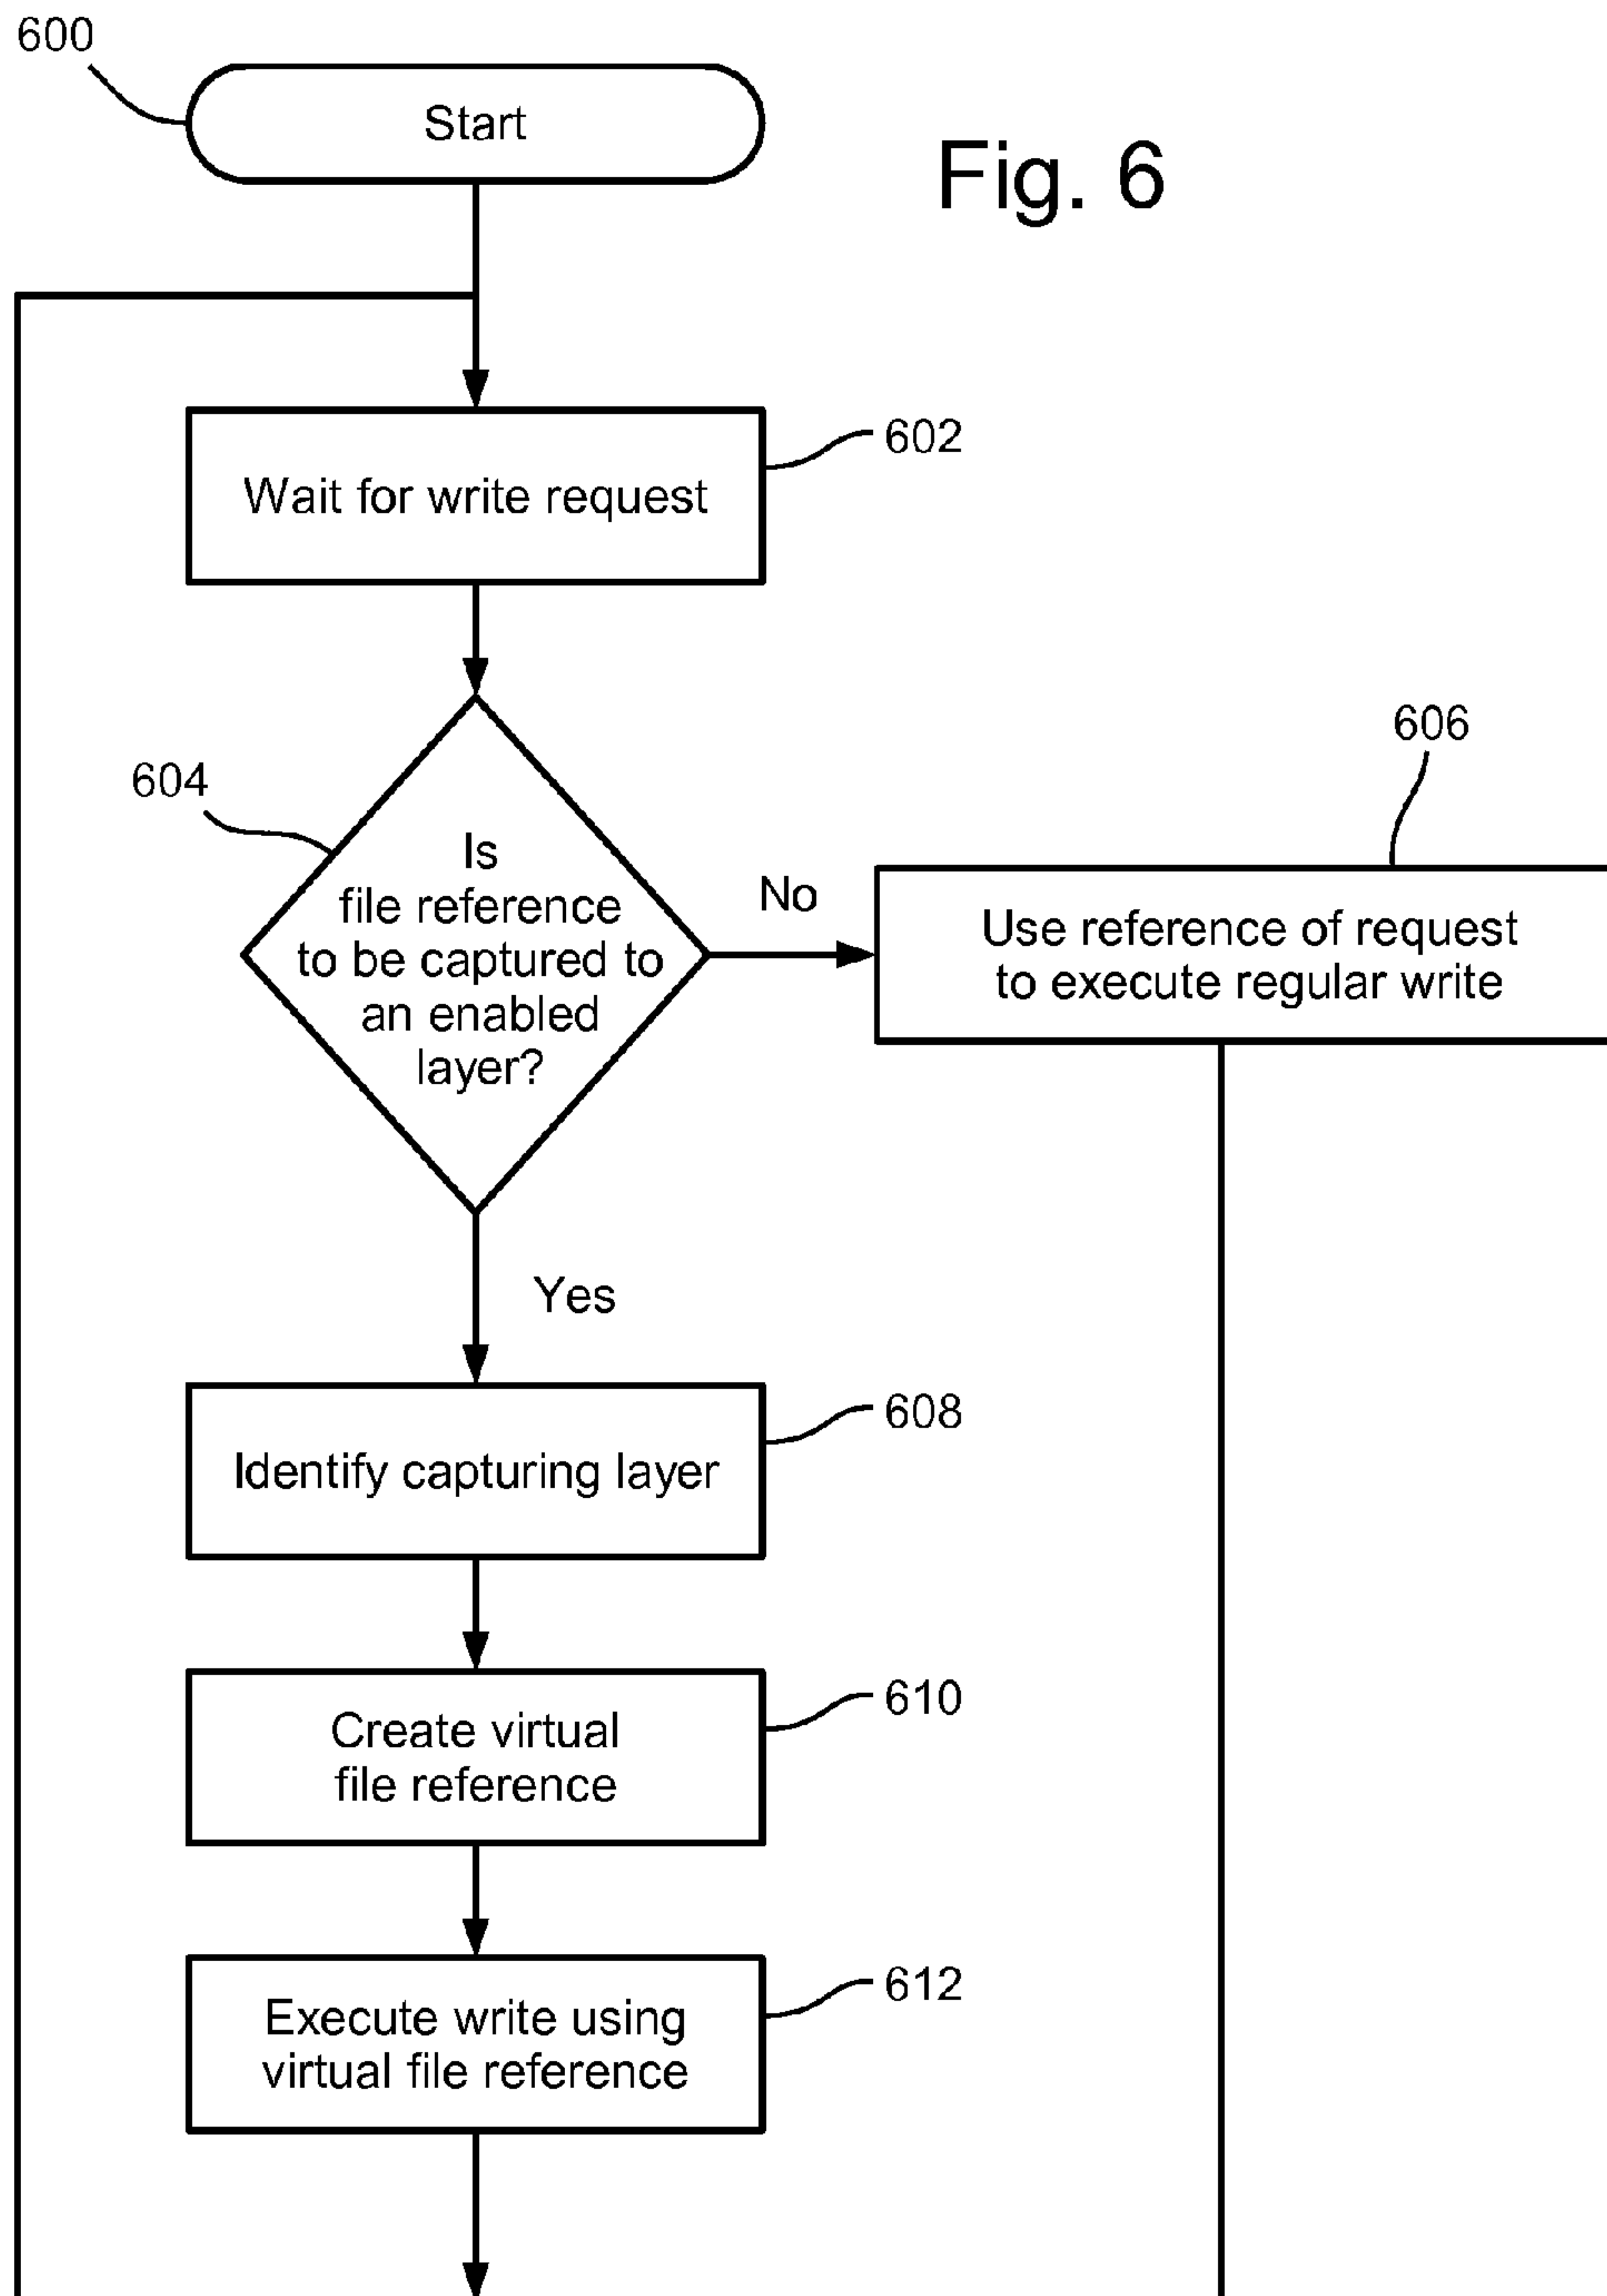 600
Start
Fig. 6
602
Wait for write request
604
606
Is
file reference
to be captured to
an enabled
layer?
No
Use reference of request
to execute regular write
Yes
608
Identify capturing layer
610
Create virtual
file reference
612
Execute write using
virtual file reference